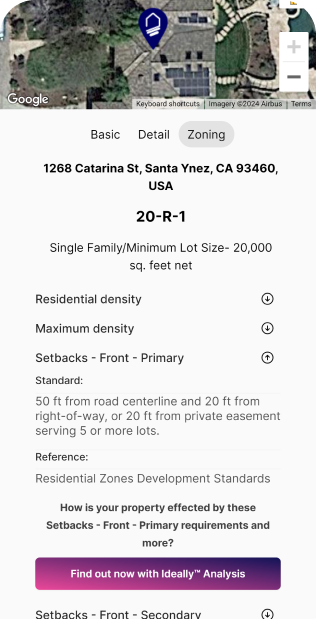 Google
Keyboard shortcuts
Imagery ©2024 Airbus
Terms
Basic
Detail
Zoning
1268 Catarina St, Santa Ynez, CA 93460,
USA
20-R-1
Single Family/Minimum Lot Size- 20,000
sq. feet net
Residential density
Maximum density
Setbacks - Front - Primary
Standard:
50 ft from road centerline and 20 ft from
right-of-way, or 20 ft from private easement
serving 5 or more lots.
Reference:
Residential Zones Development Standards
How is your property effected by these
Setbacks - Front - Primary requirements and
more?
Find out now with Ideally™ Analysis
Setbacks - Front - Secondary